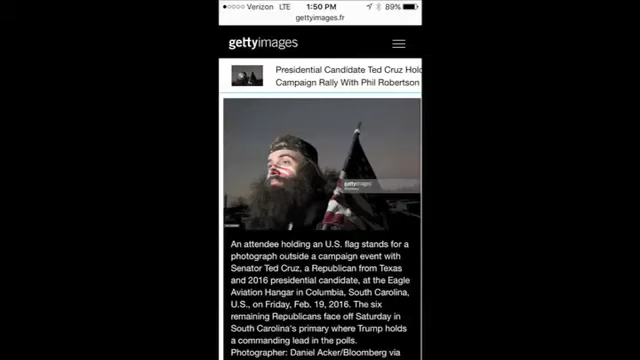 Verizon LTE 1:50 PM 89%
gettyimages.fr
gettyimages
Presidential Candidate Ted Cruz Hold
Campaign Rally With Phil Robertson
gettyimages
An attendee holding an U.S. flag stands for a
photograph outside a campaign event with
Senator Ted Cruz, a Republican from Texas
and 2016 presidential candidate, at the Eagle
Aviation Hangar in Columbia, South Carolina,
U.S., on Friday, Feb. 19, 2016. The six
remaining Republicans face off Saturday in
South Carolina's primary where Trump holds
a commanding lead in the polls.
Photographer: Daniel Acker/Bloomberg via